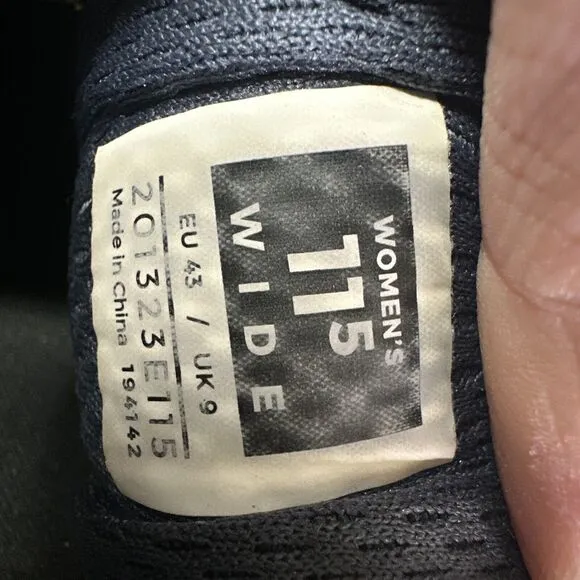 WOMEN'S
11 5
WIDE
EU 43 / UK 9
201323E115
Made in China 194142